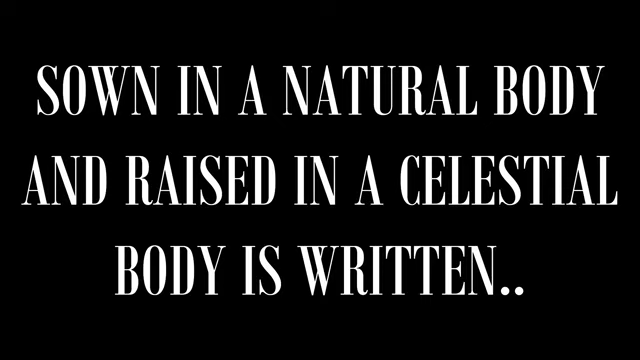 SOWN IN A NATURAL BODY
AND RAISED IN A CELESTIAL
BODY IS WRITTEN..